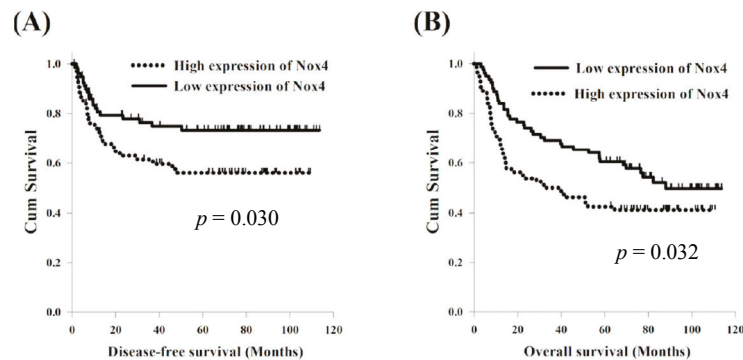 (A)
Cum Survival
1.0
0.8
0.6
0.4
0.2
0.0
High expression of Nox4
Low expression of Nox4
p = 0.030
0 20 40 60 80 100 120
Disease-free survival (Months)
(B)
Cum Survival
1.0
0.8
0.6
0.4
0.2
0.0
Low expression of Nox4
High expression of Nox4
p = 0.032
0 20 40 60 80 100 120
Overall survival (Months)